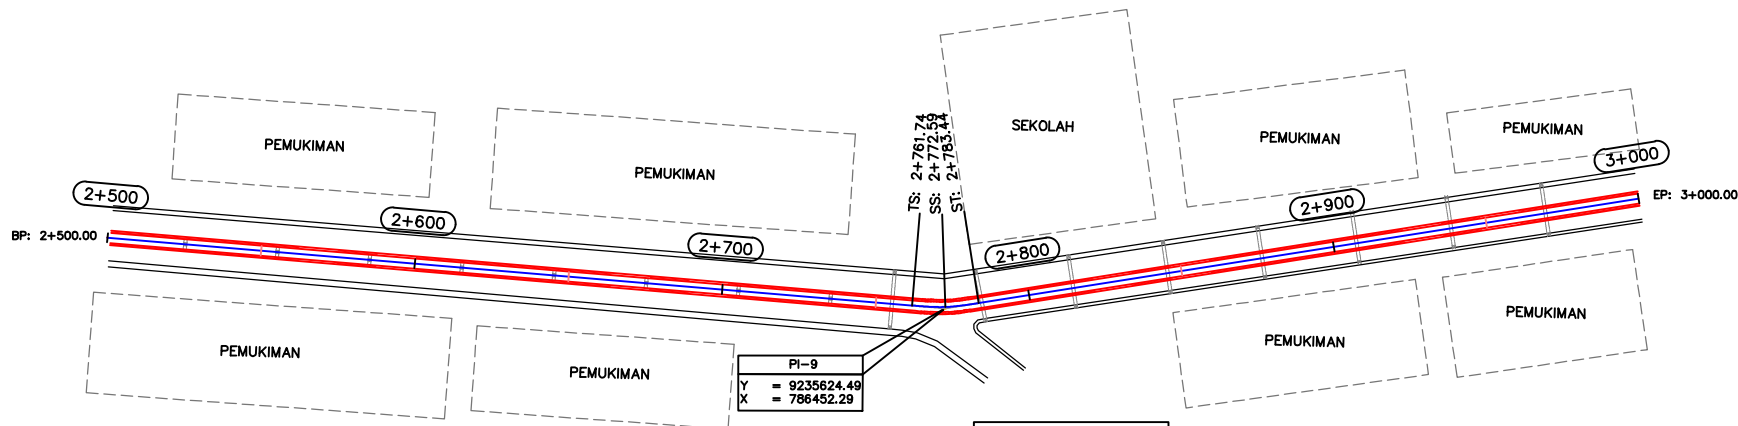 SEKOLAH
PEMUKIMAN
PEMUKIMAN
PEMUKIMAN
PEMUKIMAN
TS: 2+761.74
SS: 2+772.59
ST: 2+783.44
2+500
2+600
2+700
2+800
2+900
3+000
BP: 2+500.00
EP: 3+000.00
PEMUKIMAN
PEMUKIMAN
PEMUKIMAN
PEMUKIMAN
PI-9
Y = 9235624.49
X = 786452.29